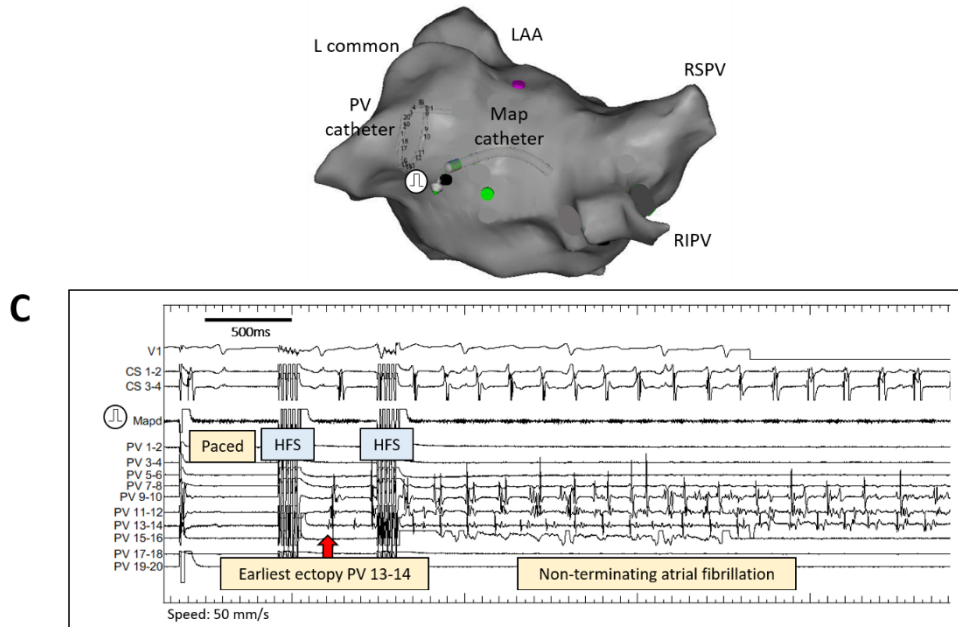 LAA
L common
RSPV
PV
catheter
Map
catheter
RIPV
C
500ms
V1
CS 1-2
CS 3-4
Mapd
Paced
HFS
HFS
PV 1-2
PV 3-4
PV 5-6
PV 7-8
PV 9-10
PV 11-12
PV 13-14
PV 15-16
PV 17-18
PV 19-20
Earliest ectopy PV 13-14
Non-terminating atrial fibrillation
Speed: 50 mm/s